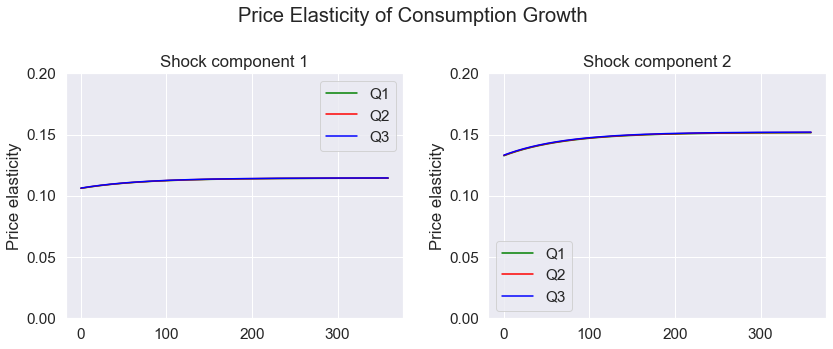 Price Elasticity of Consumption Growth
Shock component 1
Price elasticity
0.20
0.15
0.10
0.05
0.00
0
100
200
300
Q1
Q2
Q3
Shock component 2
Price elasticity
0.20
0.15
0.10
0.05
0.00
0
100
200
300
Q1
Q2
Q3